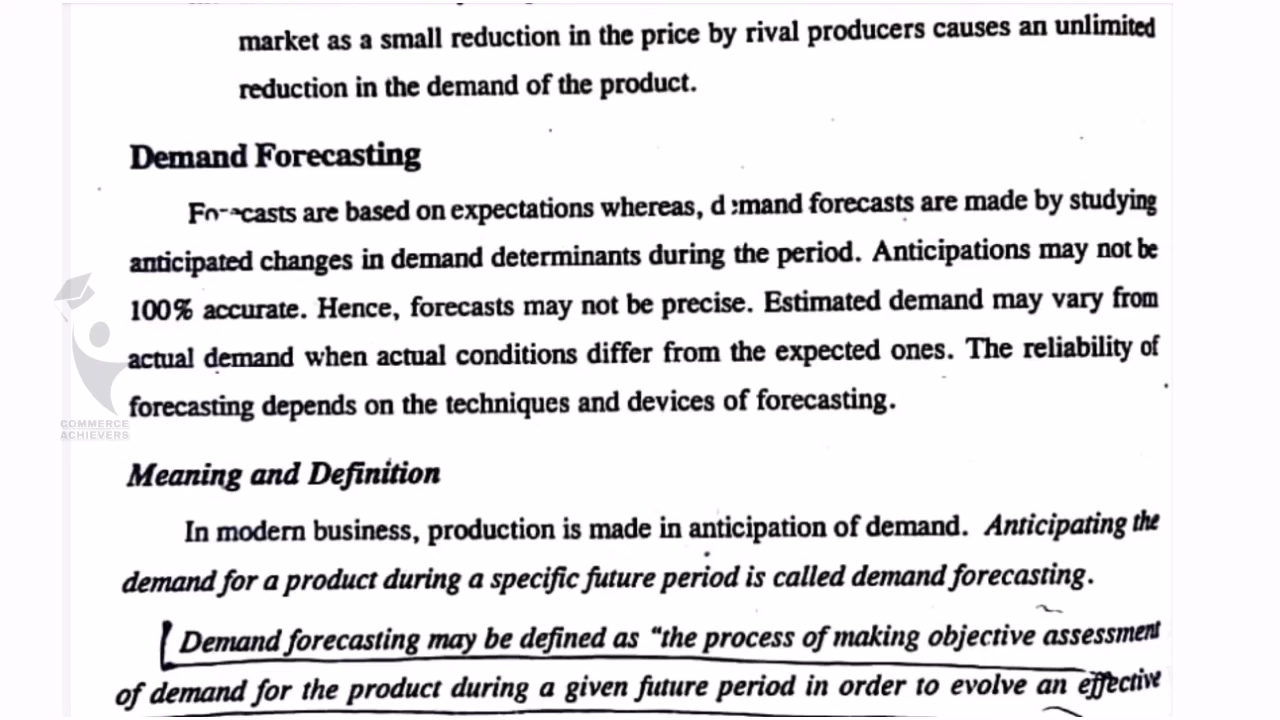 market as a small reduction in the price by rival producers causes an unlimited
reduction in the demand of the product.
Demand Forecasting
are based on expectations whereas, demand forecasts are made by studying
anticipated changes in demand determinants during the period. Anticipations may not be
100% accurate. Hence, forecasts may not be precise. Estimated demand may vary from
actual demand when actual conditions differ from the expected ones. The reliability of
forecasting depends on the techniques and devices of forecasting.
COMMERCE
ACHIEVERS
Meaning and Definition
In modern business, production is made in anticipation of demand. Anticipating the
demand for a product during a specific future period is called demand forecasting.
Demand forecasting may be defined as "the process of making objective assessment
of demand for the product during a given future period in order to evolve an effective